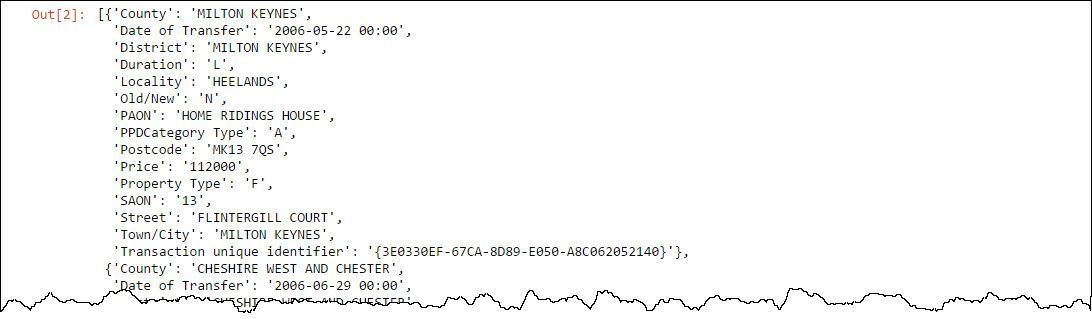 Out[2]: [{'County': 'MILTON KEYNES',
'Date of Transfer': '2006-05-22 00:00',
'District': 'MILTON KEYNES',
'Duration': 'L',
'Locality': 'HEELANDS',
'Old/New': 'N',
'PAON': 'HOME RIDINGS HOUSE',
'PPDCategory Type': 'A',
'Postcode': 'MK13 7QS',
'Price': '112000',
'Property Type': 'F',
'SAON': '13',
'Street': 'FLINTERGILL COURT',
'Town/City': 'MILTON KEYNES',
'Transaction unique identifier': '{3E0330EF-67CA-8D89-E050-A8C062052140}'},
{'County': 'CHESHIRE WEST AND CHESTER',
'Date of Transfer': '2006-06-29 00:00',